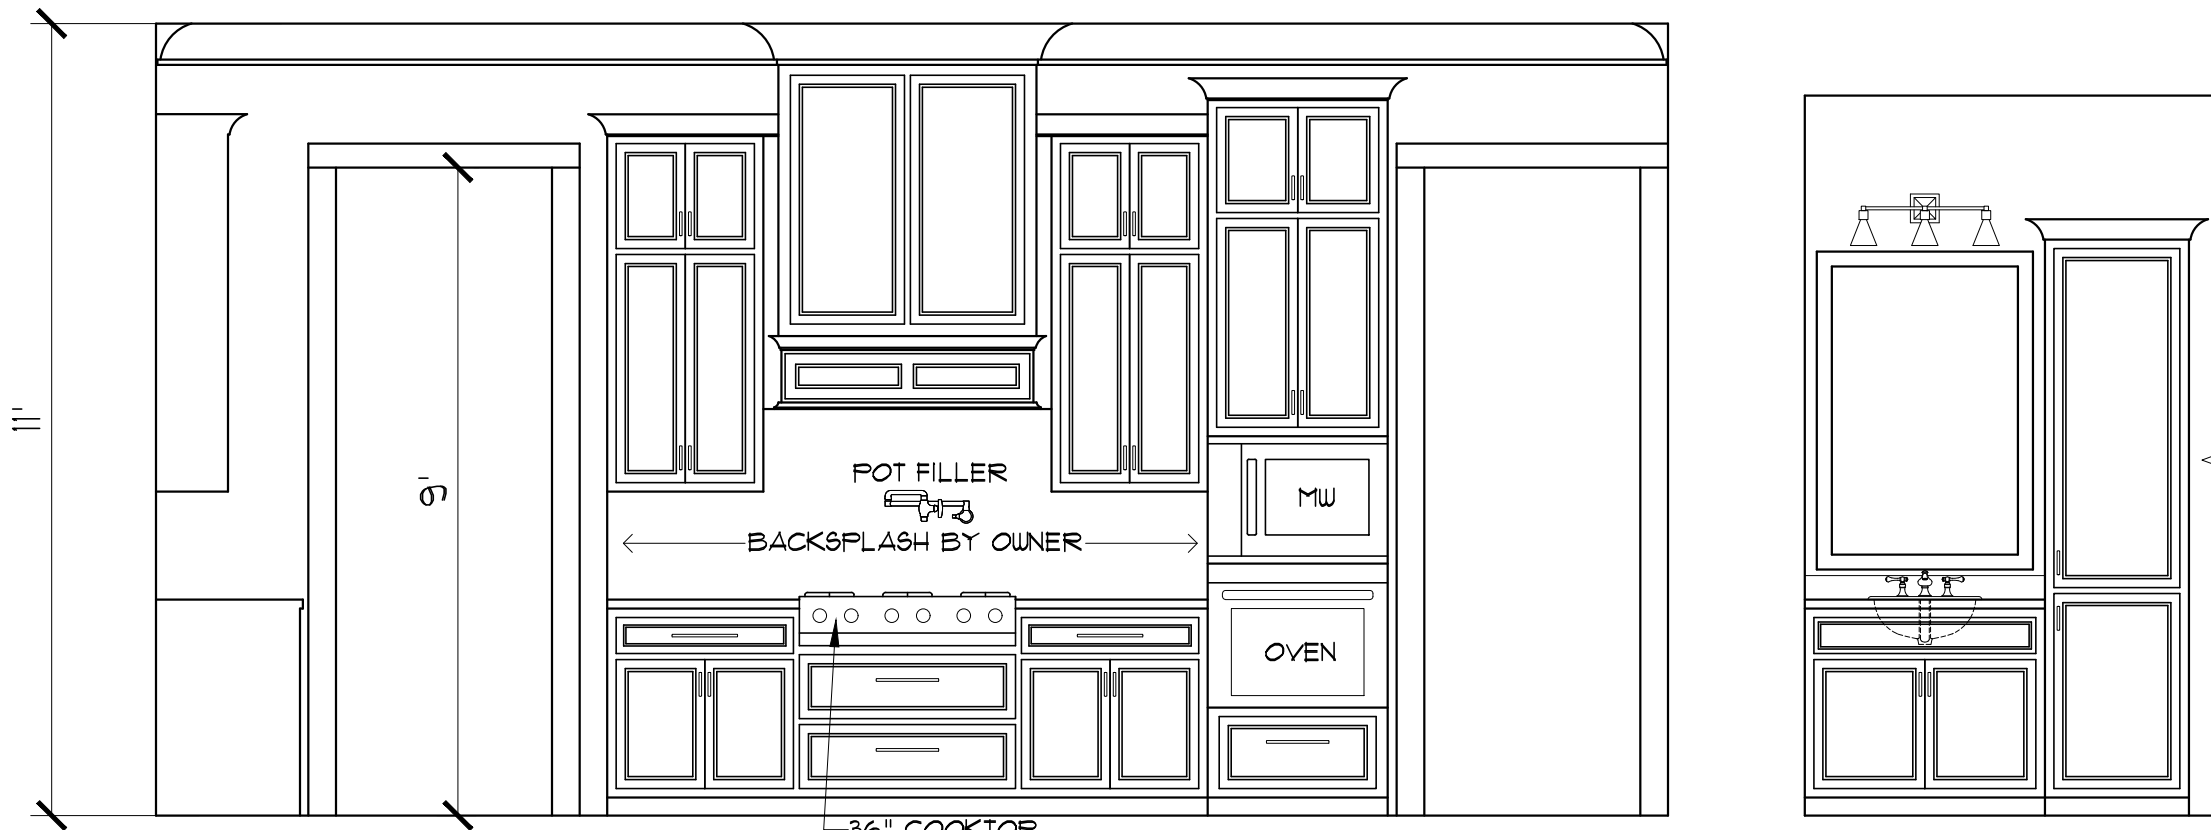 11'
9'
POT FILLER
BACKSPLASH BY OWNER
MW
OVEN
36" COOKTOP